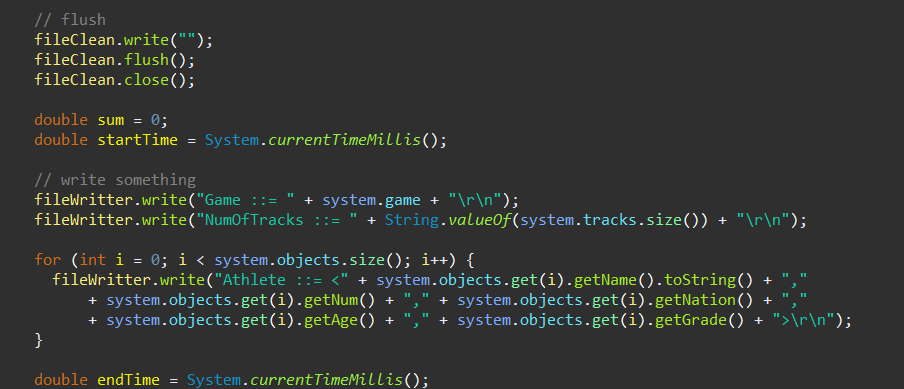 // flush
fileClean.write("");
fileClean.flush();
fileClean.close();
double sum = 0;
double startTime = System.currentTimeMillis();
// write something
fileWritter.write("Game ::= " + system.game + "\r\n");
fileWritter.write("NumOfTracks ::= " + String.valueOf(system.tracks.size()) + "\r\n");
for (int i = 0; i < system.objects.size(); i++) {
fileWritter.write("Athlete ::= <" + system.objects.get(i).getName().toString() + ","
+ system.objects.get(i).getNum() + "," + system.objects.get(i).getNation() + ","
+ system.objects.get(i).getAge() + "," + system.objects.get(i).getGrade() + ">\r\n");
}
double endTime = System.currentTimeMillis();